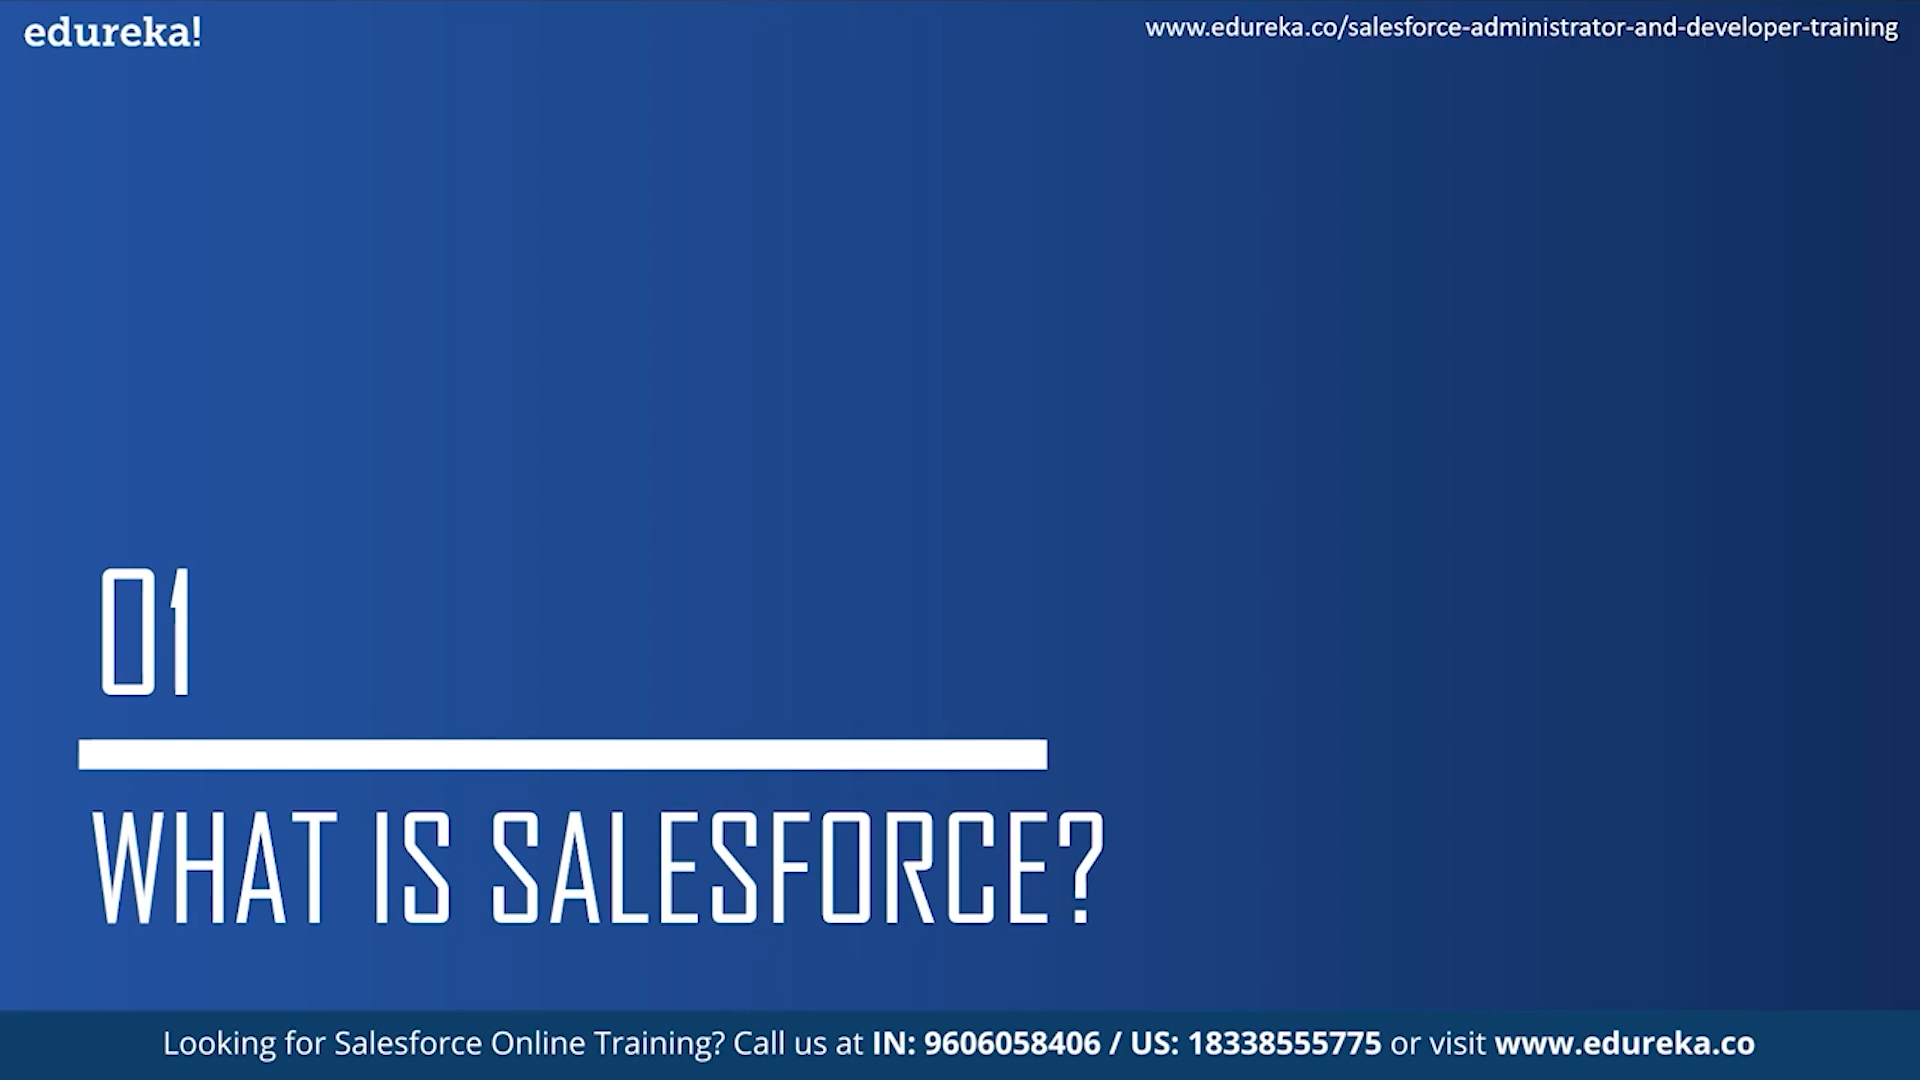 edureka!
www.edureka.co/salesforce-administrator-and-developer-training
01
WHAT IS SALESFORCE?
Looking for Salesforce Online Training? Call us at IN: 9606058406 / US: 18338555775 or visit www.edureka.co